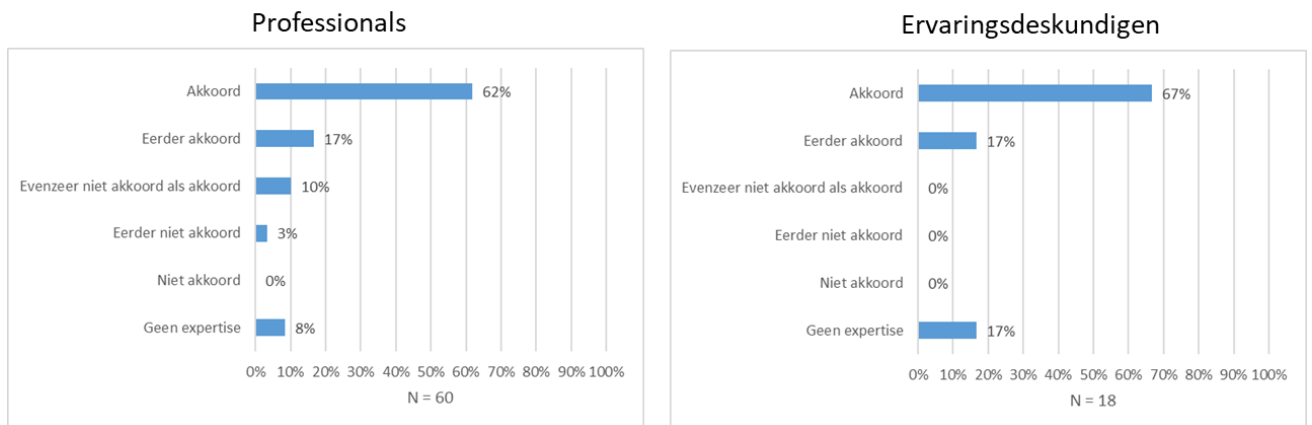 Professionals
Akkoord 62%
Eerder akkoord 17%
Evenzeer niet akkoord als akkoord 10%
Eerder niet akkoord 3%
Niet akkoord 0%
Geen expertise 8%
0% 10% 20% 30% 40% 50% 60% 70% 80% 90% 100%
N = 60
Ervaringsdeskundigen
Akkoord 67%
Eerder akkoord 17%
Evenzeer niet akkoord als akkoord 0%
Eerder niet akkoord 0%
Niet akkoord 0%
Geen expertise 17%
0% 10% 20% 30% 40% 50% 60% 70% 80% 90% 100%
N = 18